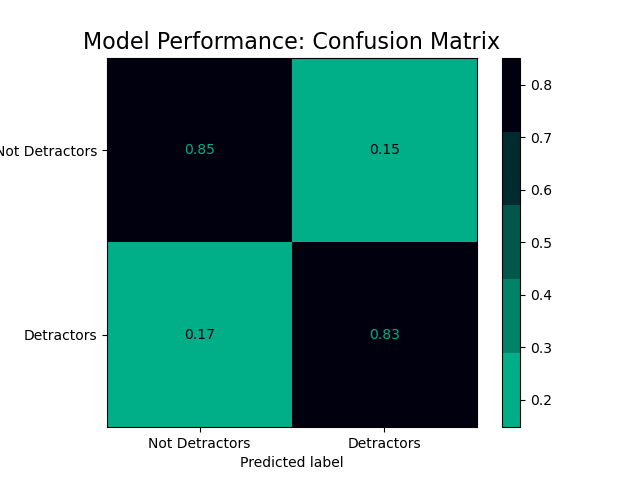 Model Performance: Confusion Matrix
Not Detractors
0.85
0.15
Detractors
0.17
0.83
Not Detractors
Detractors
Predicted label
0.8
0.7
0.6
0.5
0.4
0.3
0.2